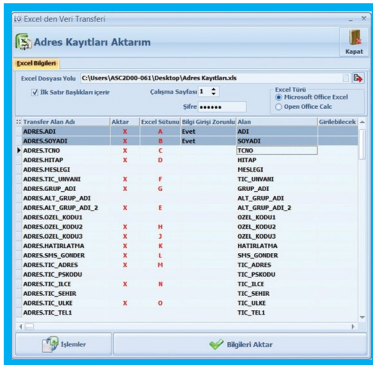 Excel den Veri Transferi
Adres Kayıtları Aktarım
Kapat
Excel Bilgileri
Excel Dosyası Yolu C:\Users\ASC2D00-061\Desktop\Adres Kayıtları.xls
İlk Satır Başlıkları içerir
Çalışma Sayfası 1
Şifre ●●●●●●
Excel Türü
Microsoft Office Excel
Open Office Calc
Transfer Alan Adı Aktar Excel Sütunu Bilgi Girişi Zorunlu Alan Girilebilecek
ADRES.ADI X A Evet ADI
ADRES.SOYADI X B Evet SOYADI
ADRES.TCNO X C TCNO
ADRES.HITAP X D HITAP
ADRES.MESLEGI MESLEGI
ADRES.TIC_UNVANI X F TIC_UNVANI
ADRES.GRUP_ADI X G GRUP_ADI
ADRES.ALT_GRUP_ADI ALT_GRUP_ADI
ADRES.ALT_GRUP_ADI_2 X E ALT_GRUP_ADI_2
ADRES.OZEL_KODU1 OZEL_KODU1
ADRES.OZEL_KODU2 X H OZEL_KODU2
ADRES.OZEL_KODU3 X J OZEL_KODU3
ADRES.HATIRLATMA X K HATIRLATMA
ADRES.SMS_GONDER X L SMS_GONDER
ADRES.TIC_ADRES X M TIC_ADRES
ADRES.TIC_PSKODU TIC_PSKODU
ADRES.TIC_ILCE X N TIC_ILCE
ADRES.TIC_SEHIR TIC_SEHIR
ADRES.TIC_ULKE X O TIC_ULKE
ADRES.TIC_TEL1 TIC_TEL1
İşlemler
Bilgileri Aktar